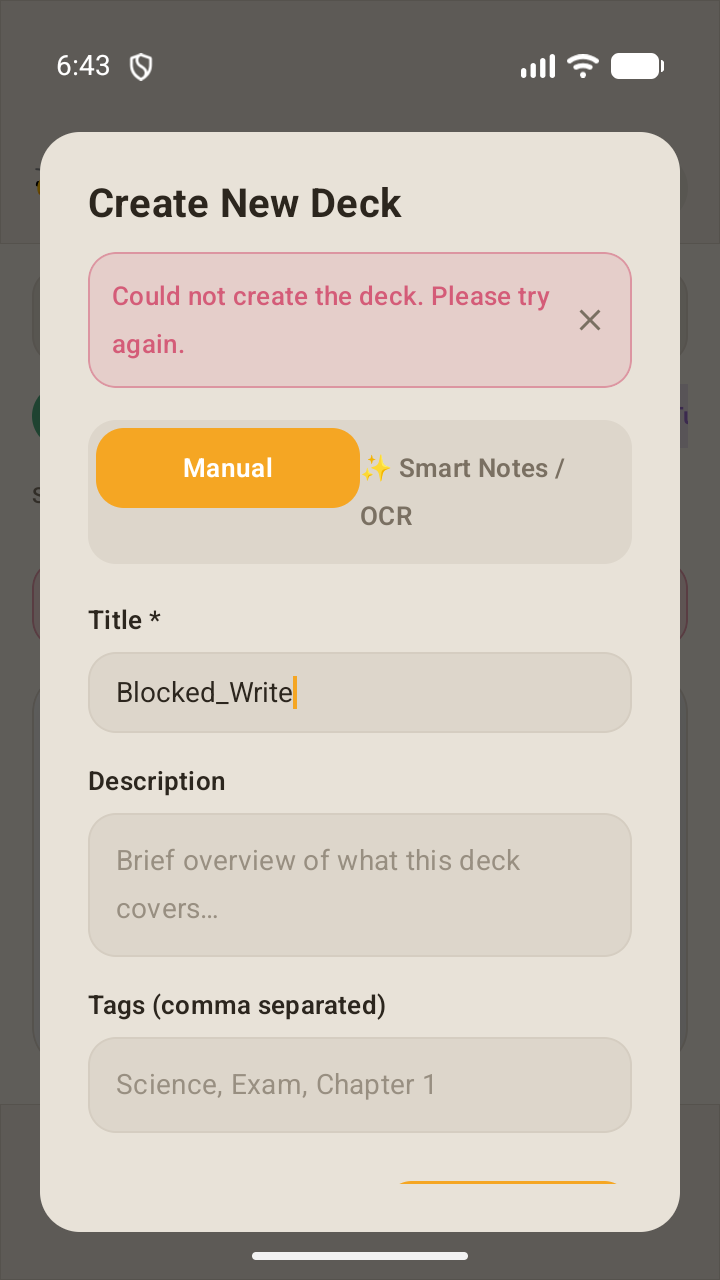 6:43
Create New Deck
Could not create the deck. Please try
again.
Manual
✨ Smart Notes /
OCR
Title *
Blocked_Write
Description
Brief overview of what this deck
covers…
Tags (comma separated)
Science, Exam, Chapter 1